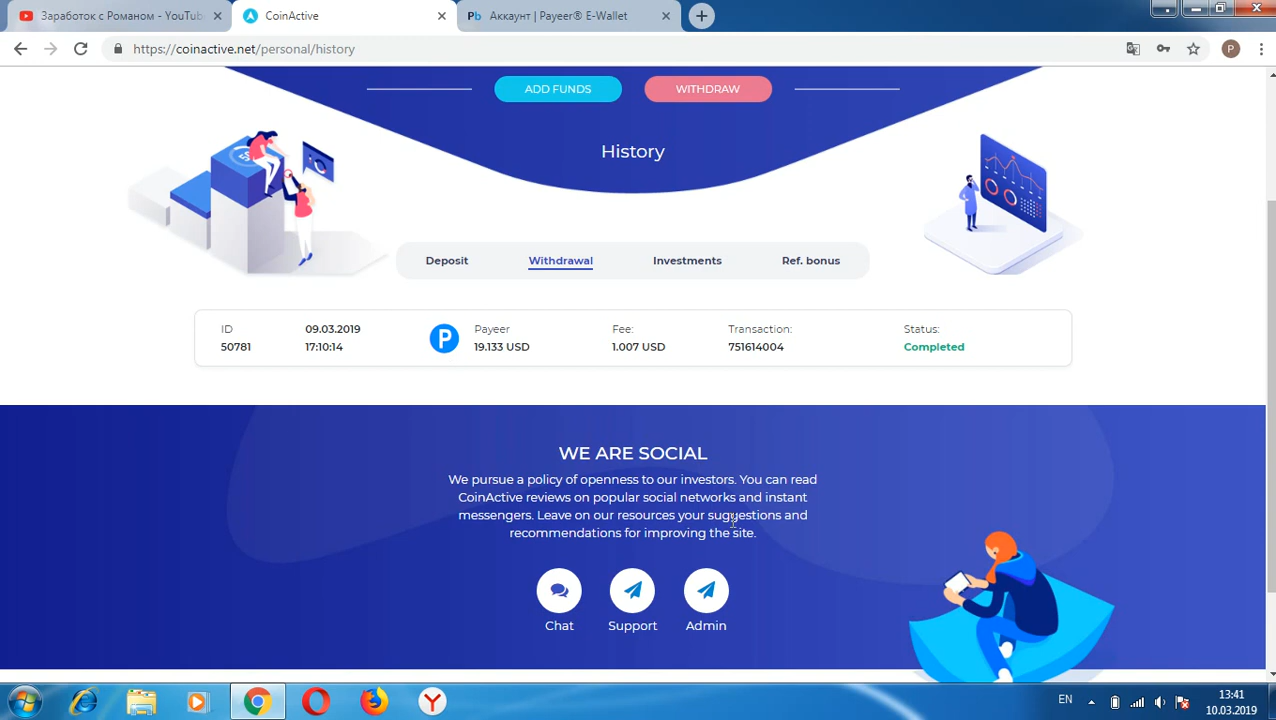 Заработок с Романом - YouTub
CoinActive
Pb Аккаунт | Payeer® E-Wallet
https://coinactive.net/personal/history
P
ADD FUNDS
WITHDRAW
History
Deposit
Withdrawal
Investments
Ref. bonus
ID
50781
09.03.2019
17:10:14
P
Payeer
19.133 USD
Fee:
1.007 USD
Transaction:
751614004
Status:
Completed
WE ARE SOCIAL
We pursue a policy of openness to our investors. You can read
CoinActive reviews on popular social networks and instant
messengers. Leave on our resources your suggestions and
recommendations for improving the site.
Chat
Support
Admin
EN
13:41
10.03.2019